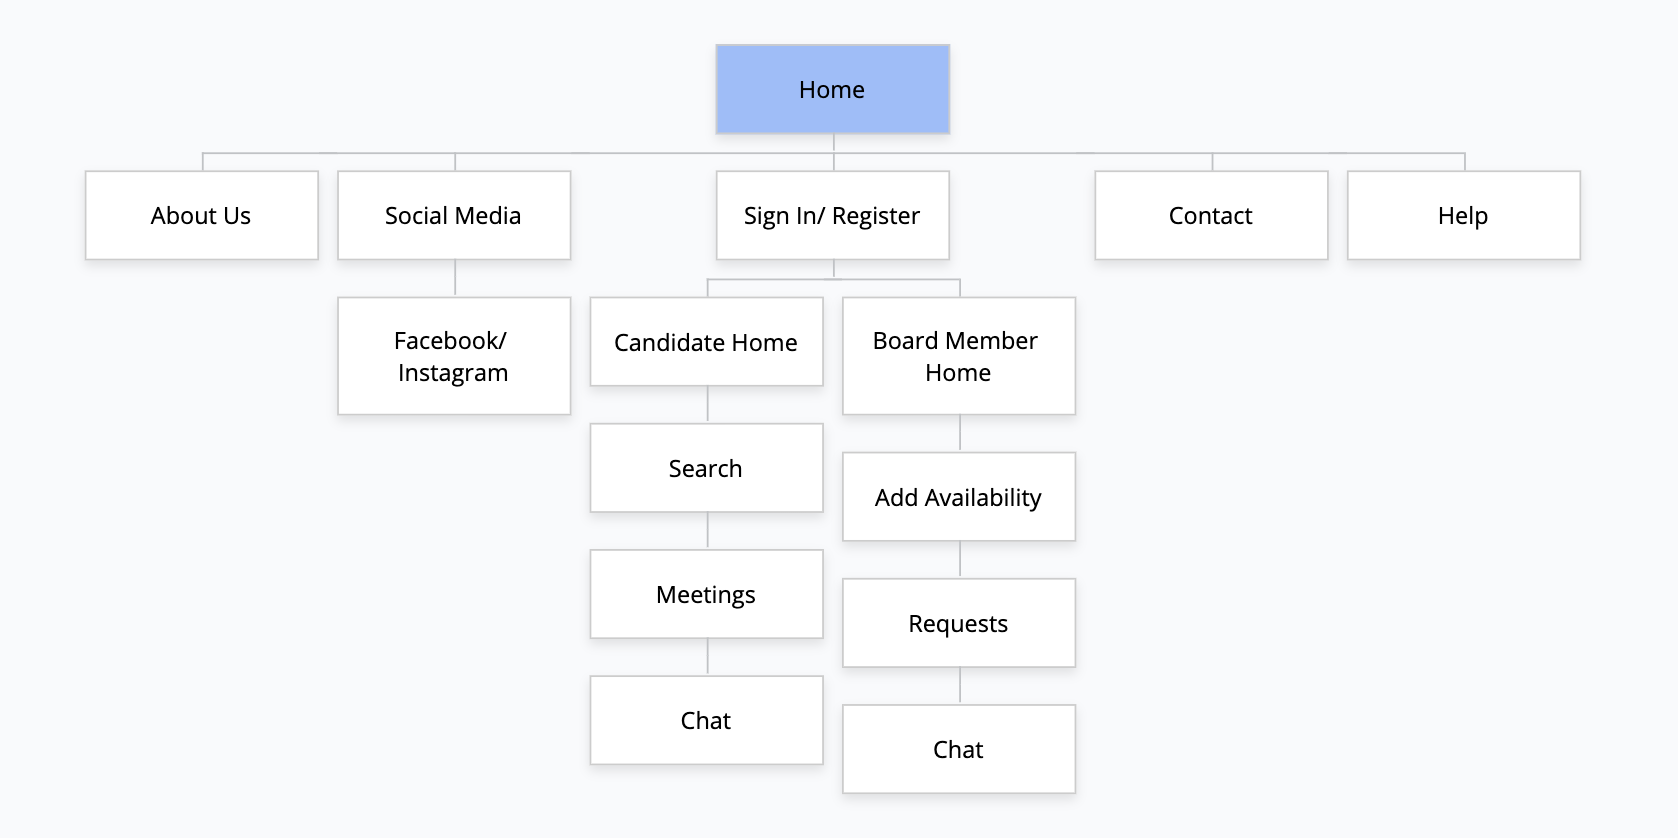 Home
About Us
Social Media
Sign In/ Register
Contact
Help
Facebook/
Instagram
Candidate Home
Board Member
Home
Search
Add Availability
Meetings
Requests
Chat
Chat